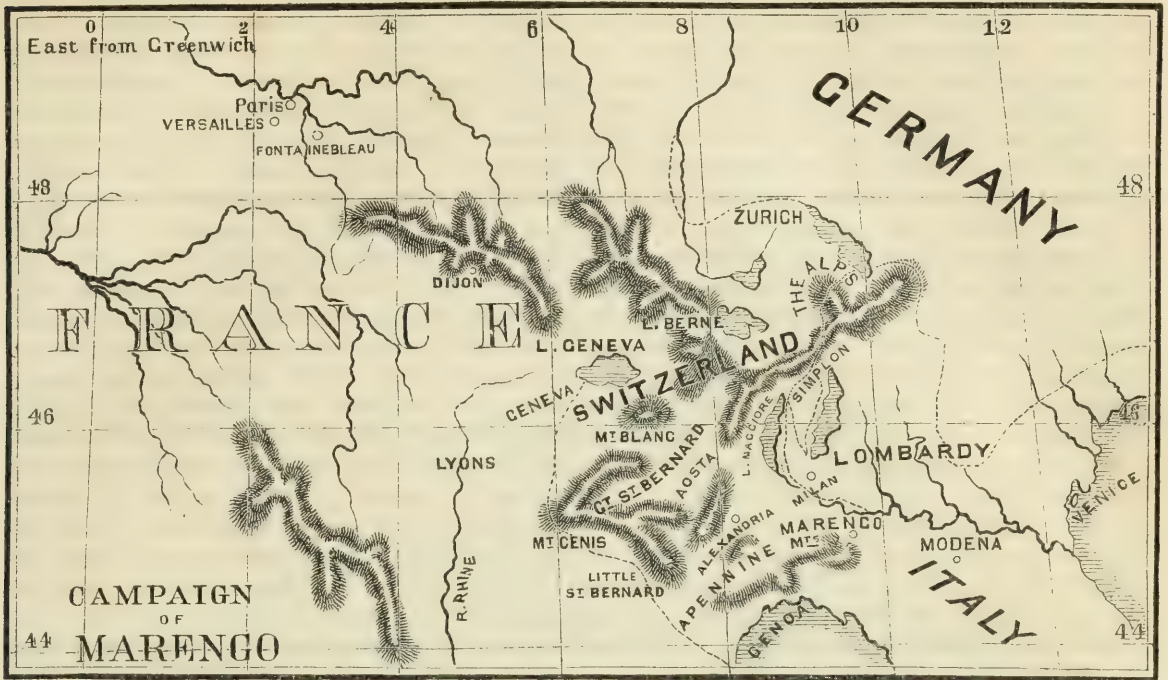 0 2 4 6 8 10 12
East from Greenwich
Paris
VERSAILLES
FONTAINEBLEAU
GERMANY
48 48
ZURICH
THE ALPS
DIJON
FRANCE
L. BERNE
L. GENEVA
SWITZERLAND
GENEVA
SIMPLON
46 46
MT BLANC
L. MAGGIORE
LYONS
GT ST BERNARD
AOSTA
LOMBARDY
MILAN
VENICE
MT CENIS
ALEXANDRIA
MARENGO
MODENA
LITTLE
ST BERNARD
APENNINE MTS
ITALY
R. RHINE
GENOA
CAMPAIGN
OF
MARENGO
44 44